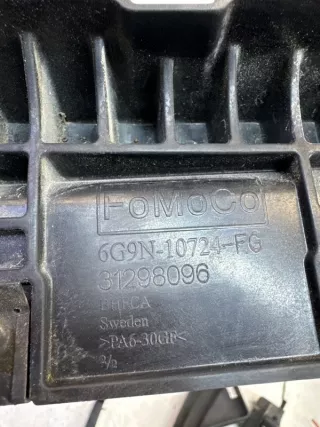 FoMoCo
6G9N-10724-FG
31298096
Sweden
>PA6-30GF<